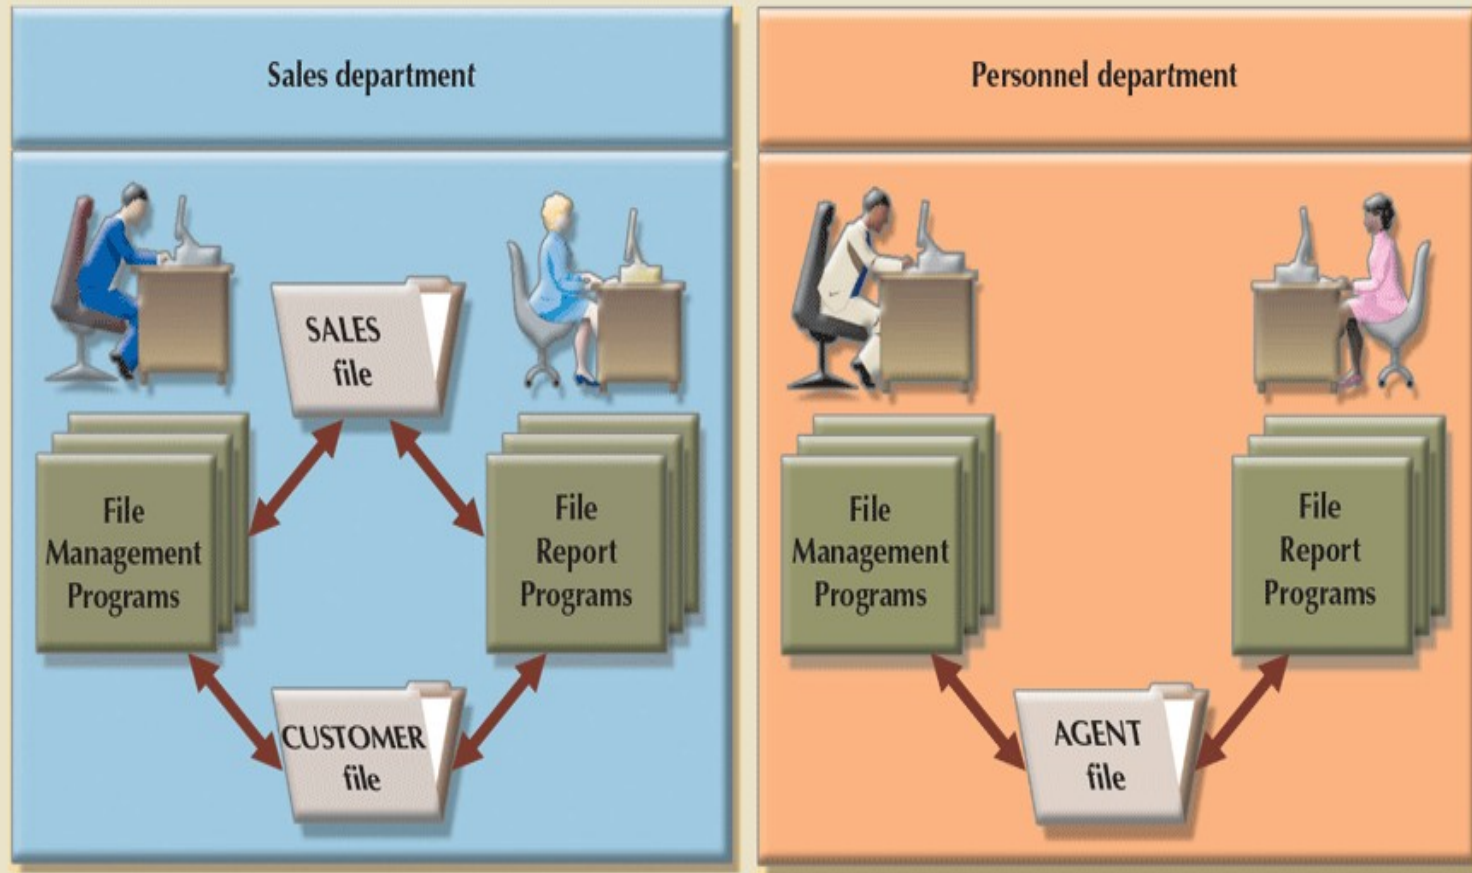 Sales department
Personnel department
SALES
file
File
Management
Programs
File
Report
Programs
CUSTOMER
file
File
Management
Programs
File
Report
Programs
AGENT
file